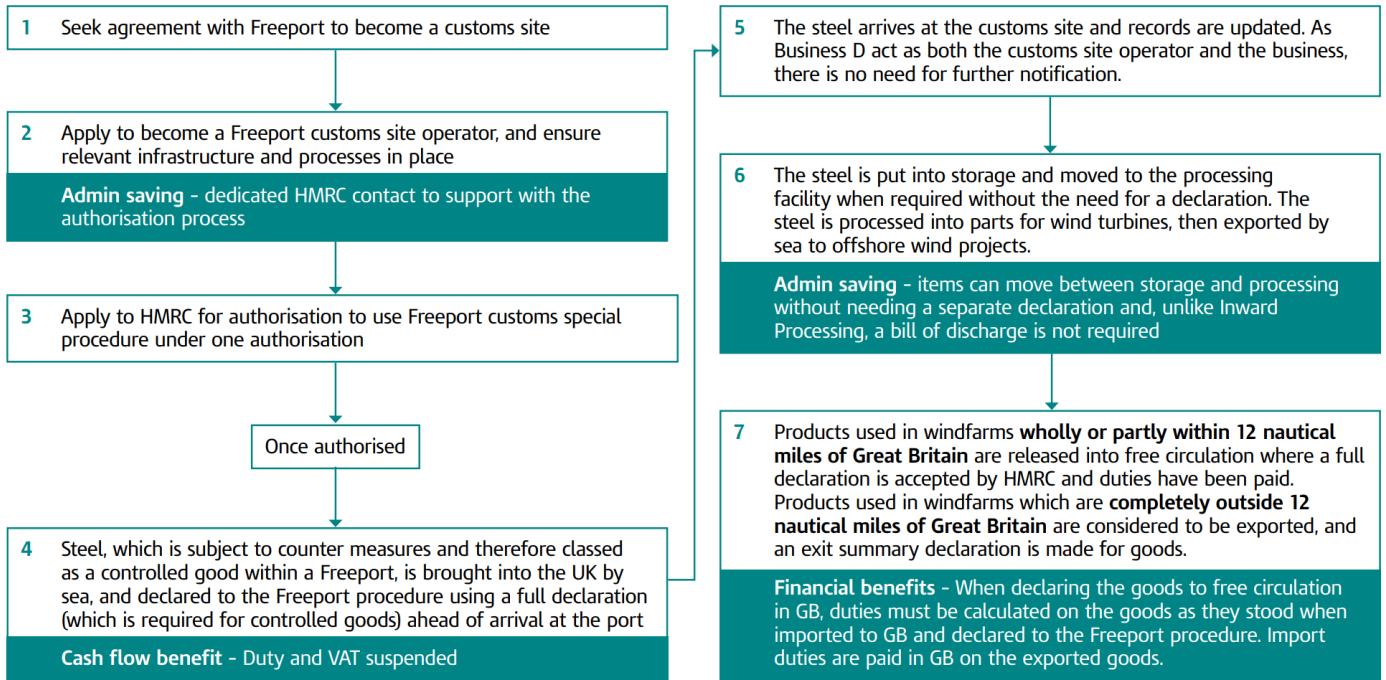 1 Seek agreement with Freeport to become a customs site
2 Apply to become a Freeport customs site operator, and ensure
relevant infrastructure and processes in place
Admin saving – dedicated HMRC contact to support with the
authorisation process
3 Apply to HMRC for authorisation to use Freeport customs special
procedure under one authorisation
Once authorised
4 Steel, which is subject to counter measures and therefore classed
as a controlled good within a Freeport, is brought into the UK by
sea, and declared to the Freeport procedure using a full declaration
(which is required for controlled goods) ahead of arrival at the port
Cash flow benefit – Duty and VAT suspended
5 The steel arrives at the customs site and records are updated. As
Business D act as both the customs site operator and the business,
there is no need for further notification.
6 The steel is put into storage and moved to the processing
facility when required without the need for a declaration. The
steel is processed into parts for wind turbines, then exported by
sea to offshore wind projects.
Admin saving – items can move between storage and processing
without needing a separate declaration and, unlike Inward
Processing, a bill of discharge is not required
7 Products used in windfarms wholly or partly within 12 nautical
miles of Great Britain are released into free circulation where a full
declaration is accepted by HMRC and duties have been paid.
Products used in windfarms which are completely outside 12
nautical miles of Great Britain are considered to be exported, and
an exit summary declaration is made for goods.
Financial benefits – When declaring the goods to free circulation
in GB, duties must be calculated on the goods as they stood when
imported to GB and declared to the Freeport procedure. Import
duties are paid in GB on the exported goods.